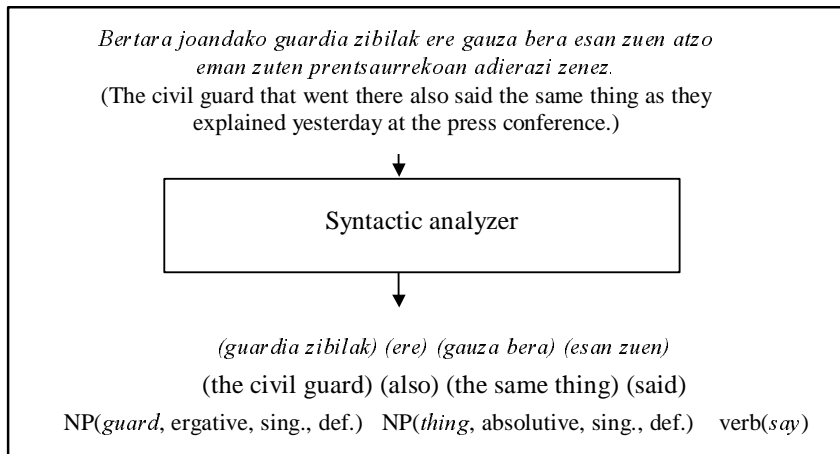 Bertara joandako guardia zibilak ere gauza bera esan zuen atzo
eman zuten prentsaurrekoan adierazi zenez.
(The civil guard that went there also said the same thing as they
explained yesterday at the press conference.)
Syntactic analyzer
(guardia zibilak) (ere) (gauza bera) (esan zuen)
(the civil guard) (also) (the same thing) (said)
NP(guard, ergative, sing., def.) NP(thing, absolutive, sing., def.) verb(say)